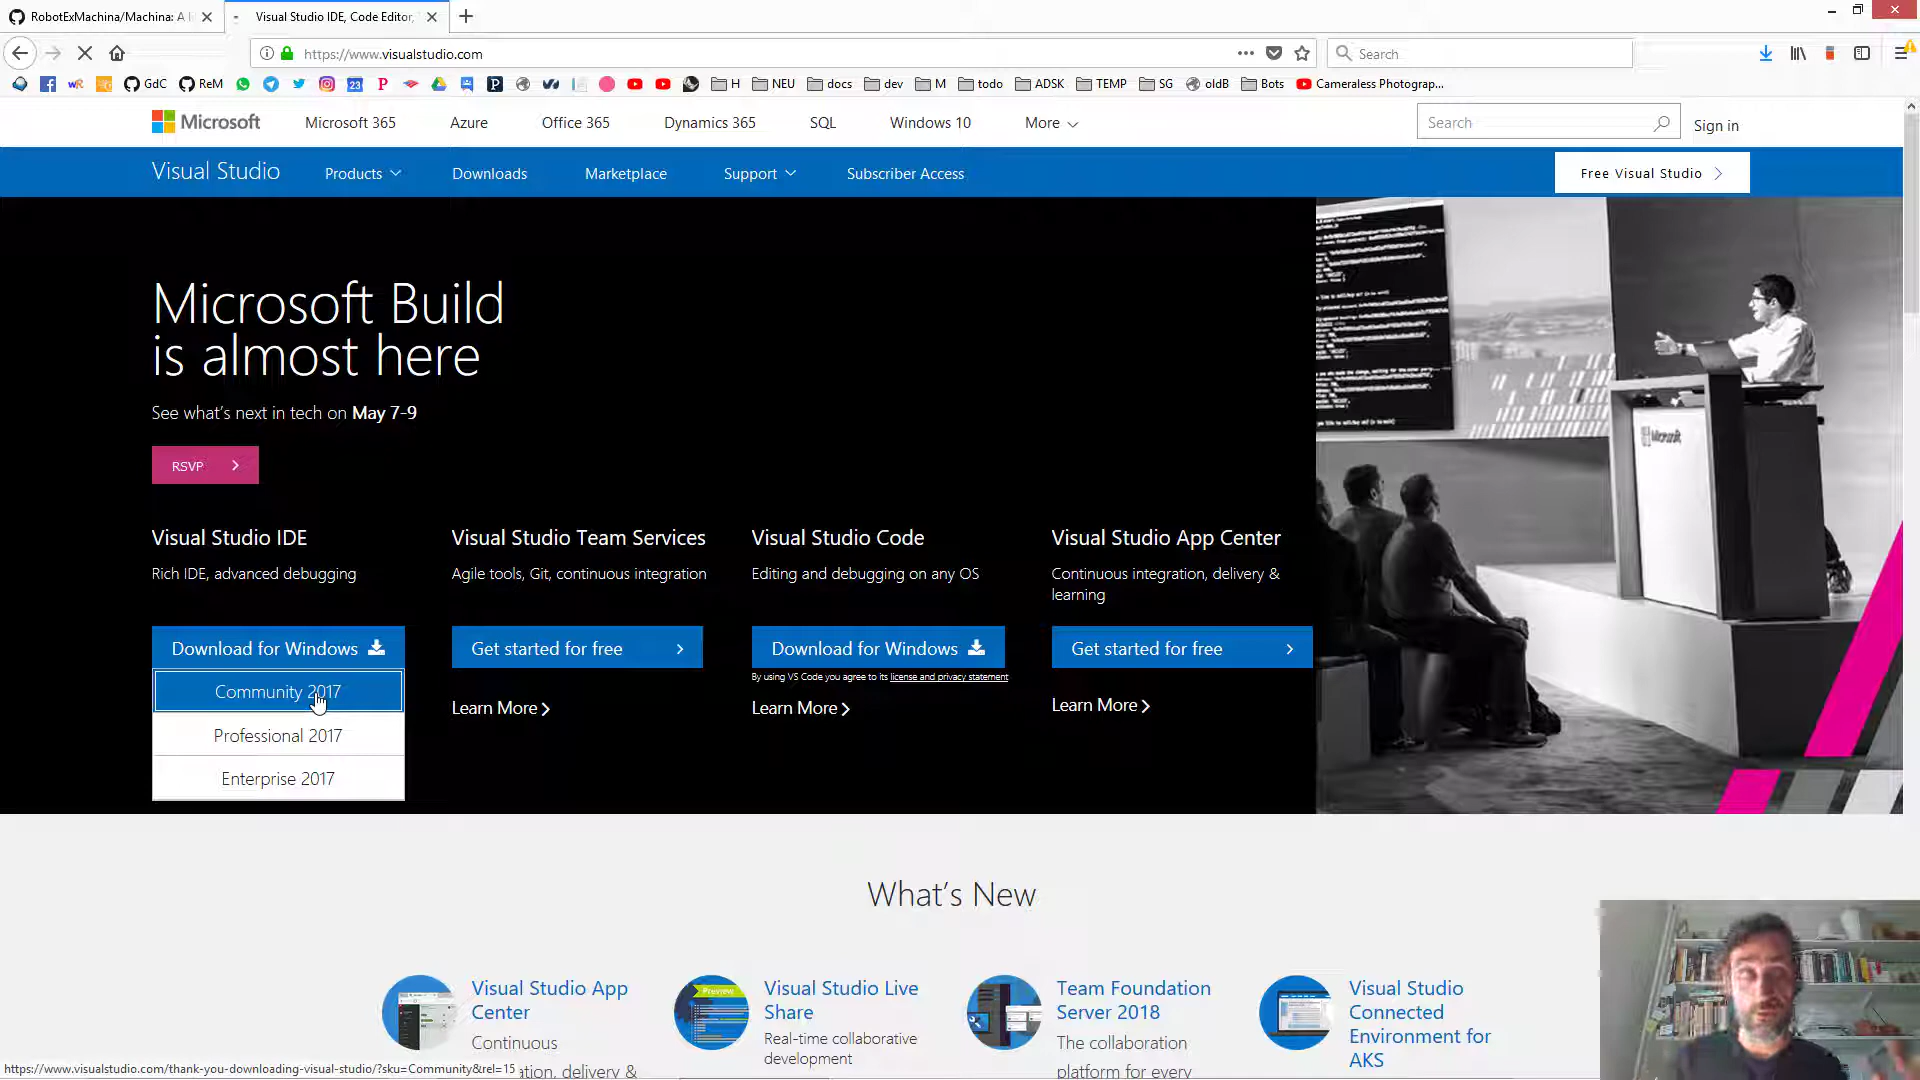 RobotExMachina/Machina: A li
Visual Studio IDE, Code Editor,
https://www.visualstudio.com
Search
GdC
ReM
23
H
NEU
docs
dev
M
todo
ADSK
TEMP
SG
oldB
Bots
Cameraless Photograp...
Microsoft
Microsoft 365
Azure
Office 365
Dynamics 365
SQL
Windows 10
More
Search
Sign in
Visual Studio
Products
Downloads
Marketplace
Support
Subscriber Access
Free Visual Studio
Microsoft Build
is almost here
See what's next in tech on May 7-9
RSVP
Visual Studio IDE
Rich IDE, advanced debugging
Download for Windows
Community 2017
Professional 2017
Enterprise 2017
Visual Studio Team Services
Agile tools, Git, continuous integration
Get started for free
Learn More
Visual Studio Code
Editing and debugging on any OS
Download for Windows
By using VS Code you agree to its license and privacy statement
Learn More
Visual Studio App Center
Continuous integration, delivery &
learning
Get started for free
Learn More
Microsoft
What's New
Visual Studio App
Center
Continuous
ation, delivery &
Visual Studio Live
Share
Real-time collaborative
development
Preview
Team Foundation
Server 2018
The collaboration
platform for every
Visual Studio
Connected
Environment for
AKS
https://www.visualstudio.com/thank-you-downloading-visual-studio/?sku=Community&rel=15